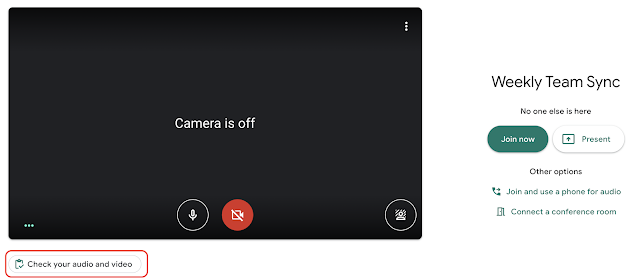 Camera is off
Check your audio and video
Weekly Team Sync
No one else is here
Join now
Present
Other options
Join and use a phone for audio
Connect a conference room